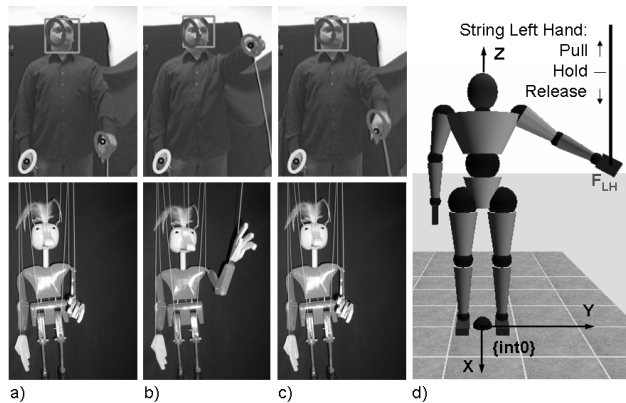 String Left Hand:
Pull ↑
Hold —
Release ↓
Z
F_LH
Y
{int0}
X
a) b) c) d)